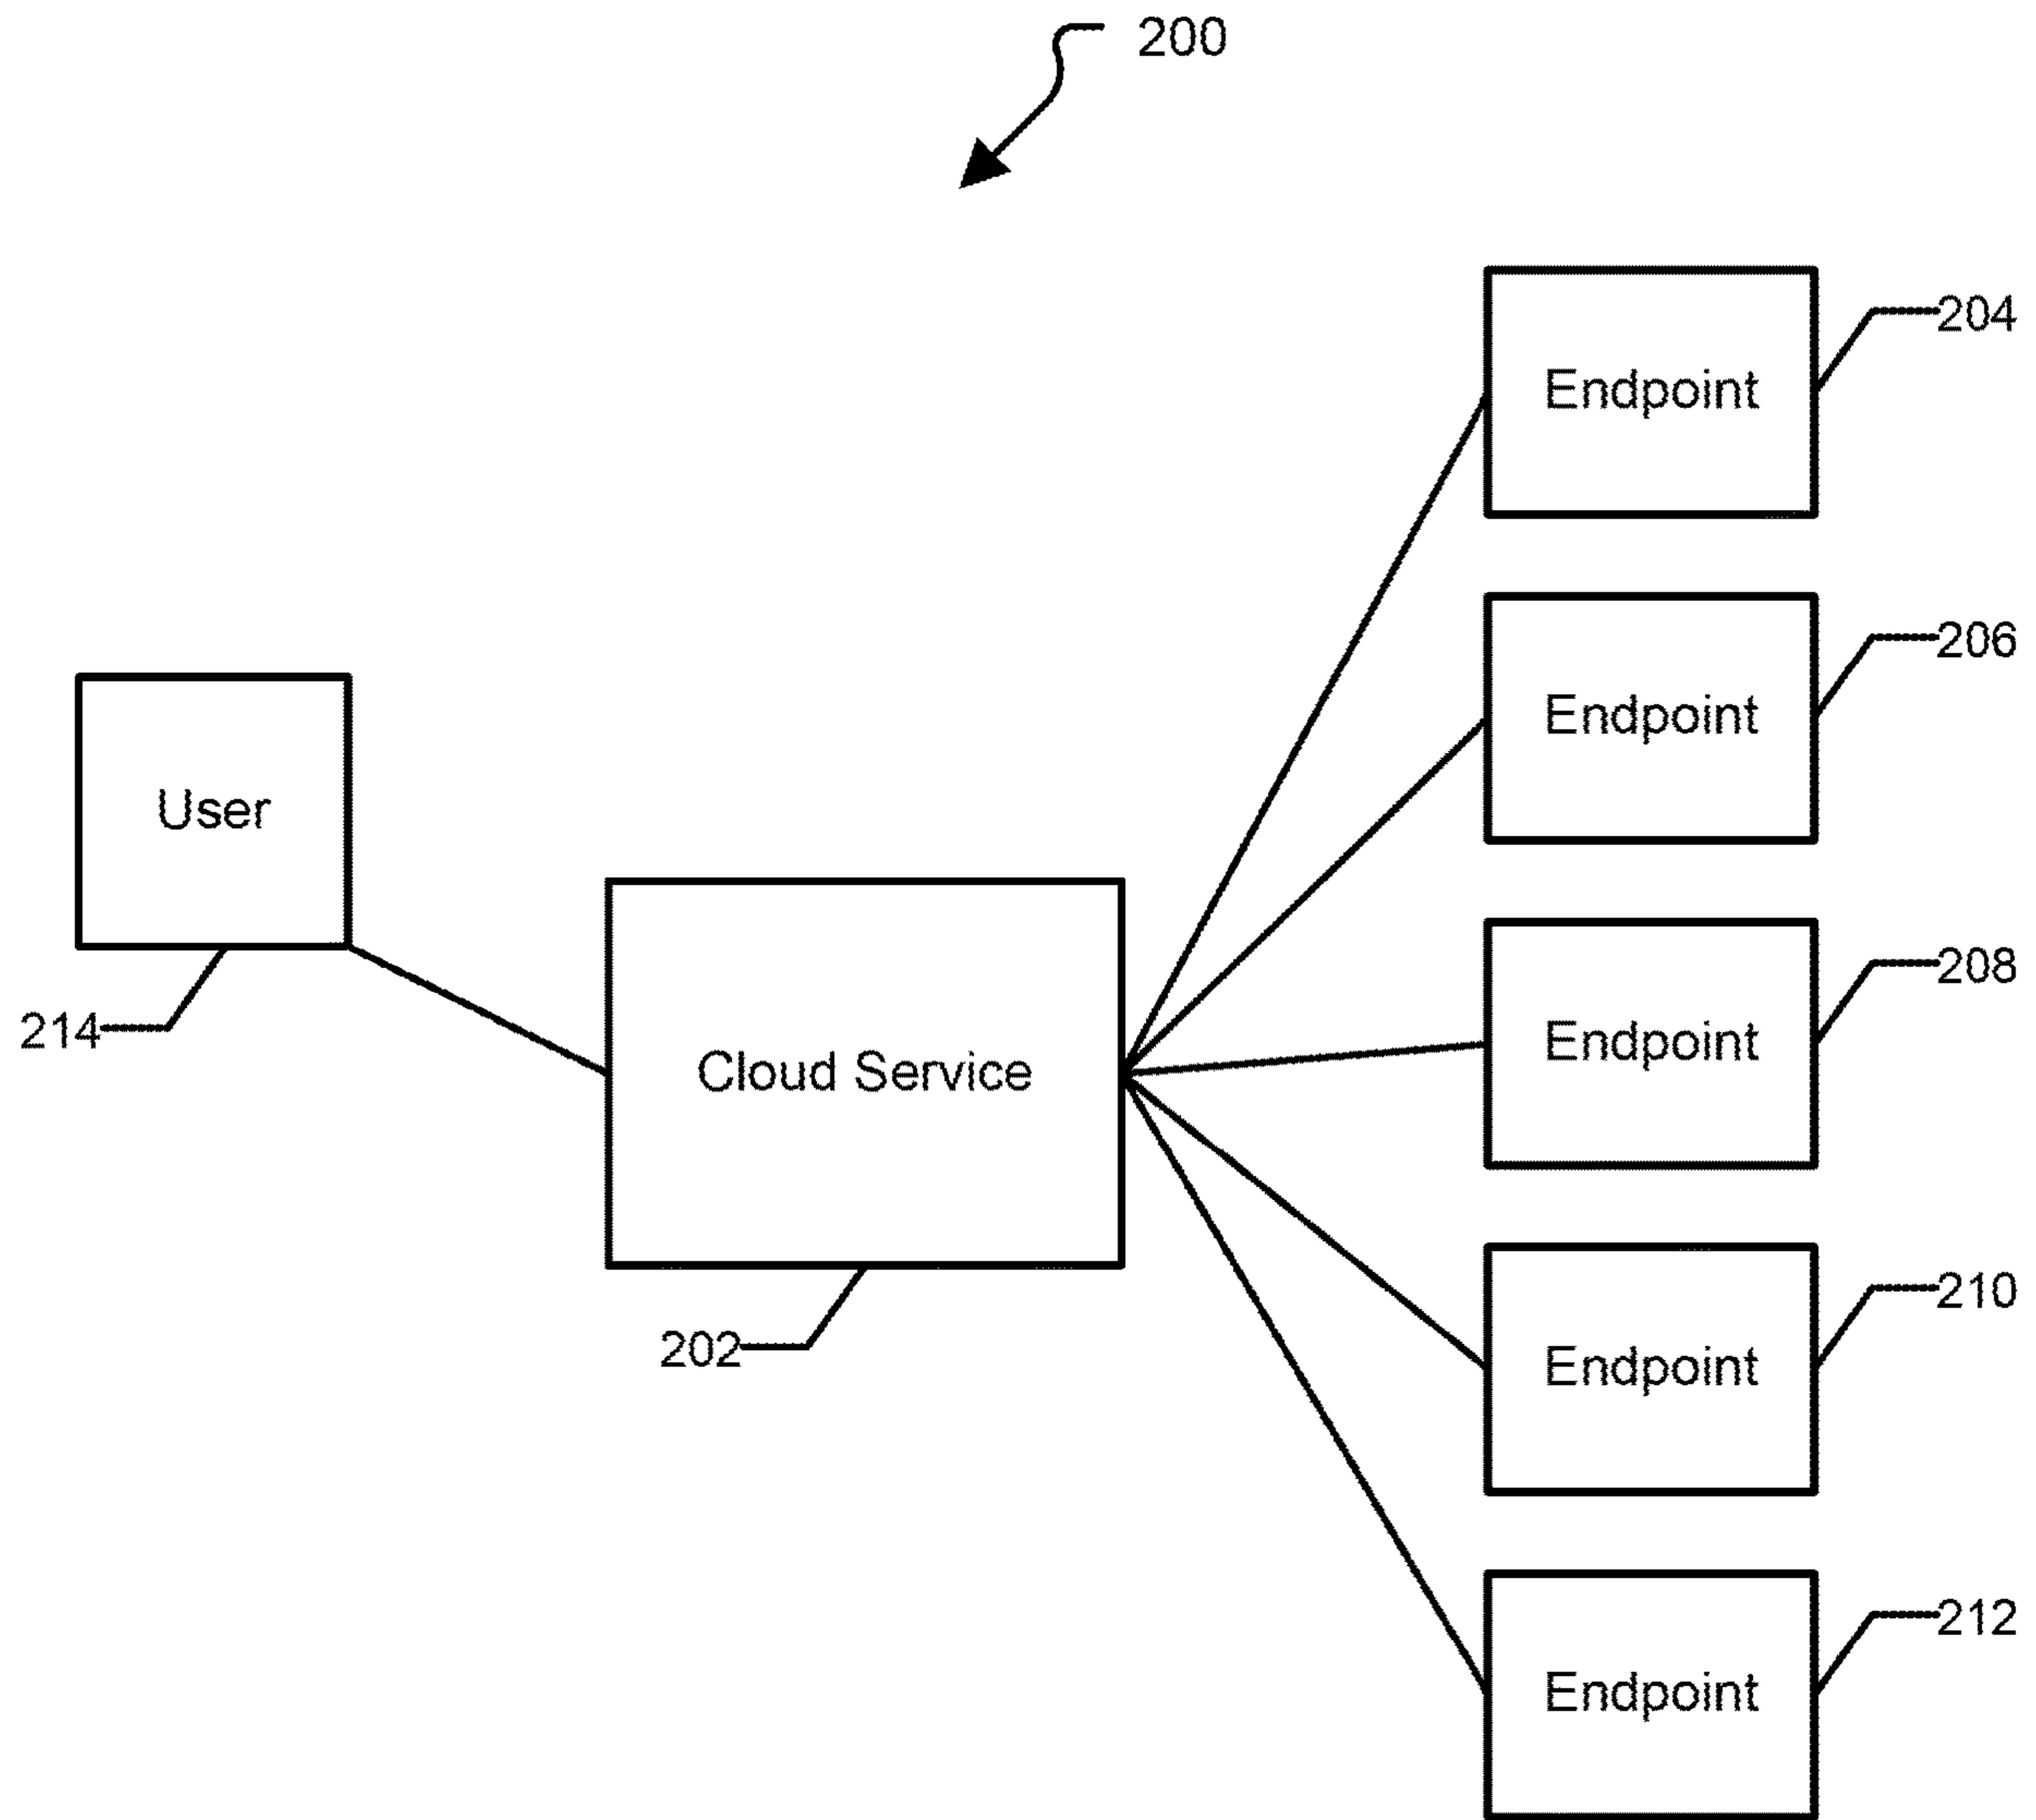 200
Endpoint
204
Endpoint
206
User
214
Endpoint
208
Cloud Service
202
Endpoint
210
Endpoint
212